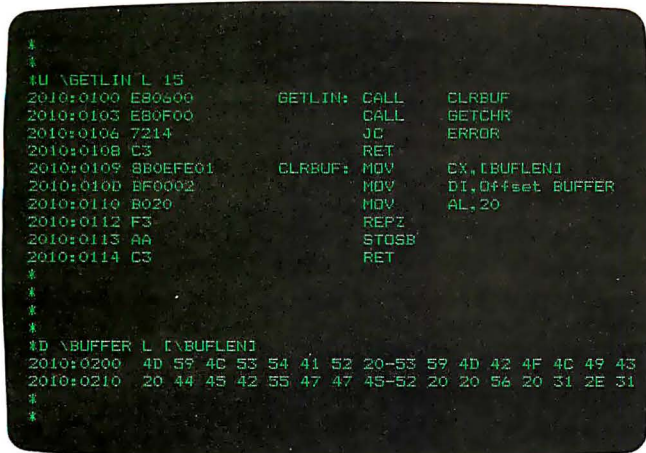 *
*
*U \GETLIN L 15
2010:0100 E80600 GETLIN: CALL CLRBUF
2010:0103 E80F00 CALL GETCHR
2010:0106 7214 JC ERROR
2010:0108 C3 RET
2010:0109 8B0EFE01 CLRBUF: MOV CX,[BUFLEN]
2010:010D BF0002 MOV DI,Offset BUFFER
2010:0110 B020 MOV AL,20
2010:0112 F3 REPZ
2010:0113 AA STOSB
2010:0114 C3 RET
*
*
*
*
*D \BUFFER L [\BUFLEN]
2010:0200 4D 59 4C 53 54 41 52 20-53 59 4D 42 4F 4C 49 43
2010:0210 20 44 45 42 55 47 47 45-52 20 20 56 20 31 2E 31
*
*